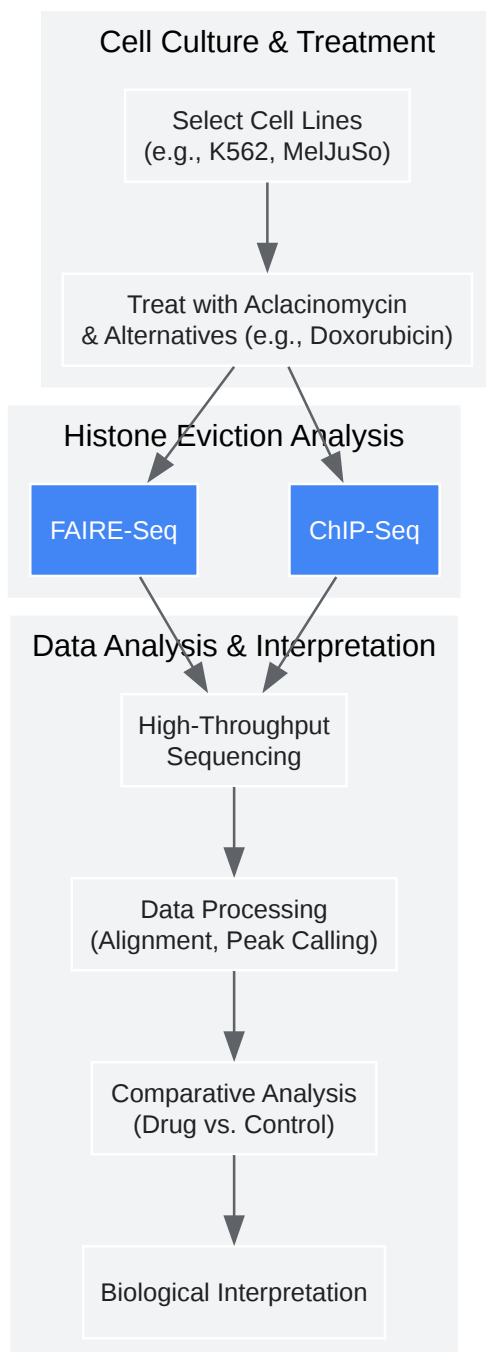 Cell Culture & Treatment
Select Cell Lines
(e.g., K562, MelJuSo)
Treat with Aclacinomycin
& Alternatives (e.g., Doxorubicin)
Histone Eviction Analysis
FAIRE-Seq
ChIP-Seq
Data Analysis & Interpretation
High-Throughput
Sequencing
Data Processing
(Alignment, Peak Calling)
Comparative Analysis
(Drug vs. Control)
Biological Interpretation